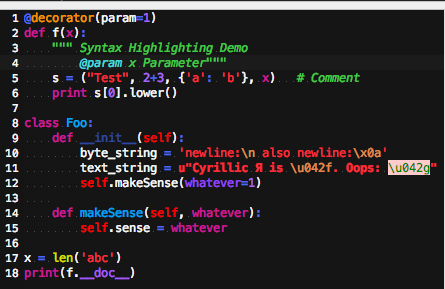 1 @decorator(param=1)
2 def f(x):
3 """ Syntax Highlighting Demo
4 @param x Parameter"""
5 s = ("Test", 2+3, {'a': 'b'}, x) # Comment
6 print s[0].lower()
7
8 class Foo:
9 def __init__(self):
10 byte_string = 'newline:\n also newline:\x0a'
11 text_string = u"Cyrillic Я is \u042f. Oops: \u042g"
12 self.makeSense(whatever=1)
13
14 def makeSense(self, whatever):
15 self.sense = whatever
16
17 x = len('abc')
18 print(f.__doc__)